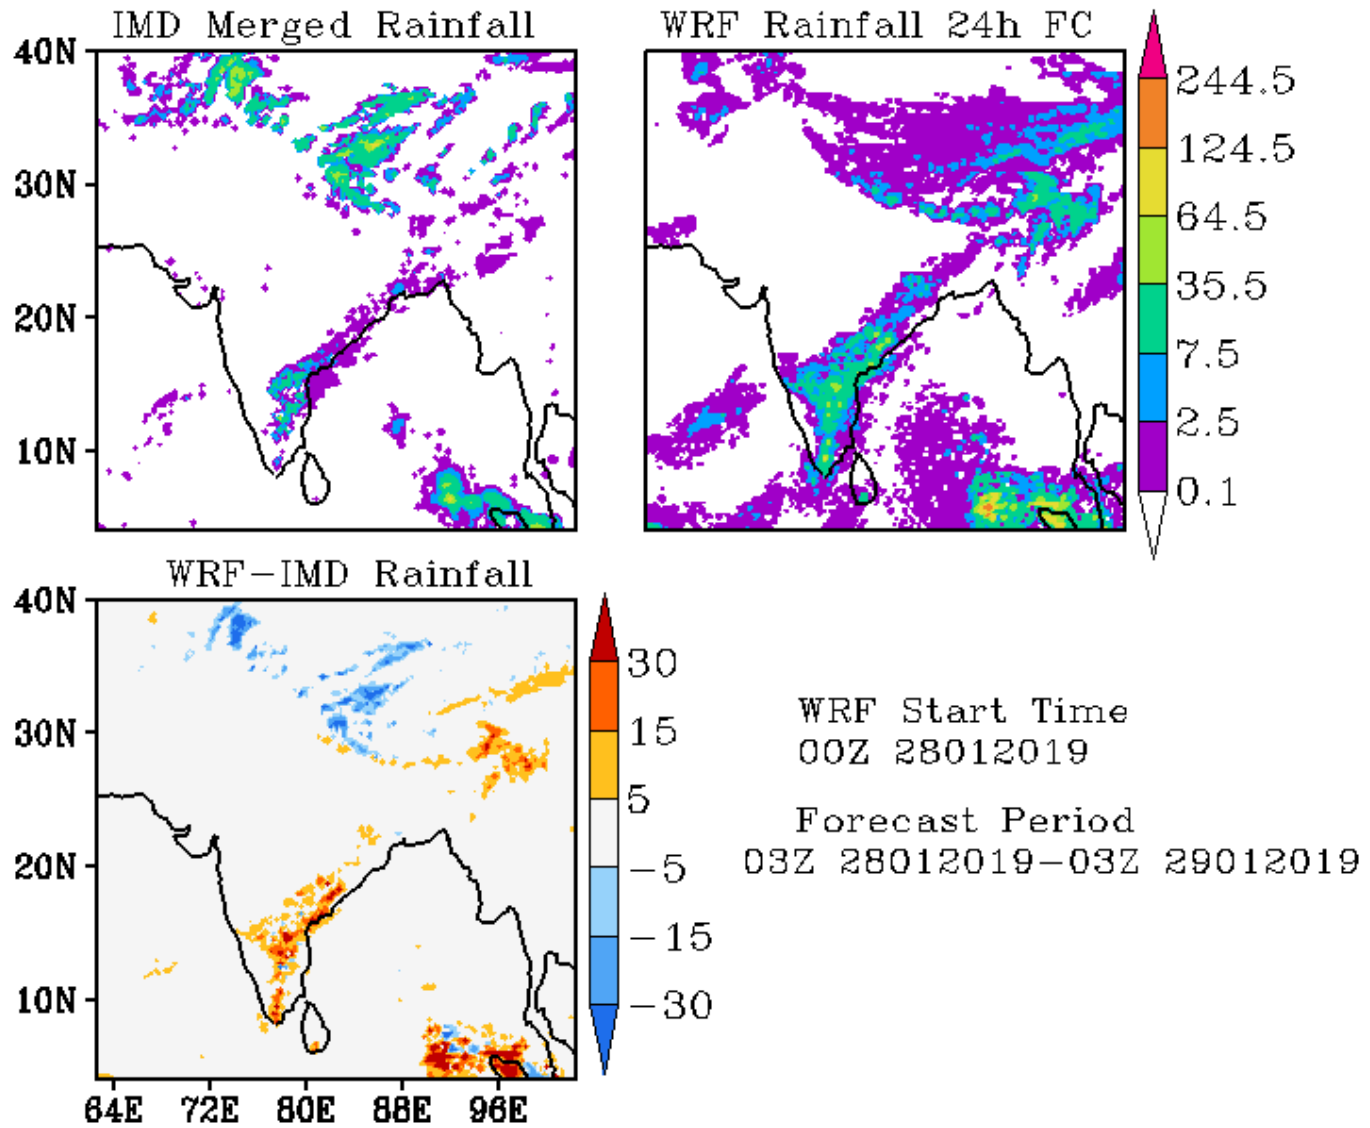 IMD Merged Rainfall
WRF Rainfall 24h FC
40N
30N
20N
10N
244.5
124.5
64.5
35.5
7.5
2.5
0.1
WRF-IMD Rainfall
40N
30N
20N
10N
64E 72E 80E 88E 96E
30
15
5
-5
-15
-30
WRF Start Time
00Z 28012019
Forecast Period
03Z 28012019-03Z 29012019